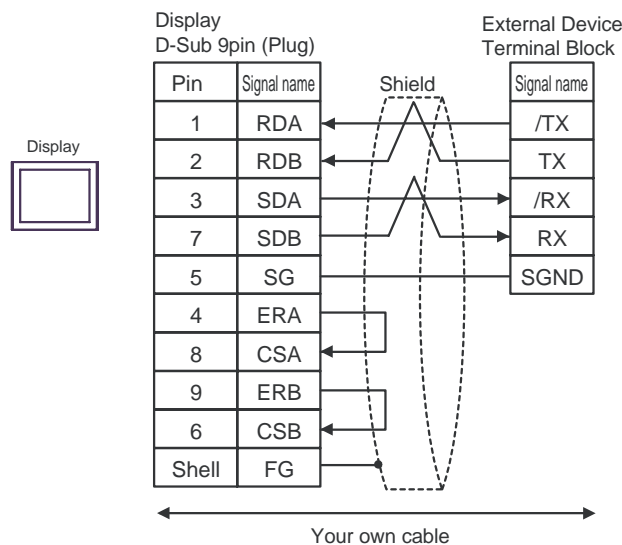 Display
D-Sub 9pin (Plug)
External Device
Terminal Block
Pin Signal name Shield Signal name
1 RDA /TX
2 RDB TX
Display
3 SDA /RX
7 SDB RX
5 SG SGND
4 ERA
8 CSA
9 ERB
6 CSB
Shell FG
Your own cable